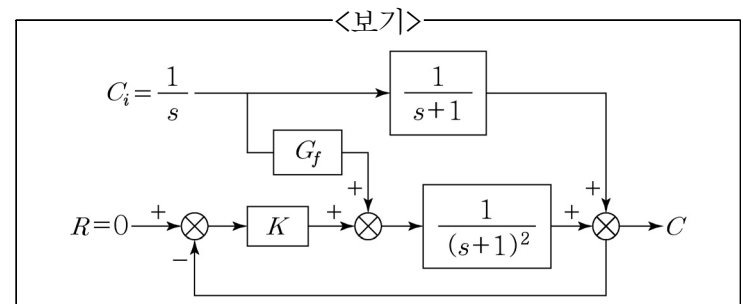 <보기>
C_i = 1/s
1/(s+1)
G_f
+ +
R=0 + K + 1/(s+1)^2 + C
−